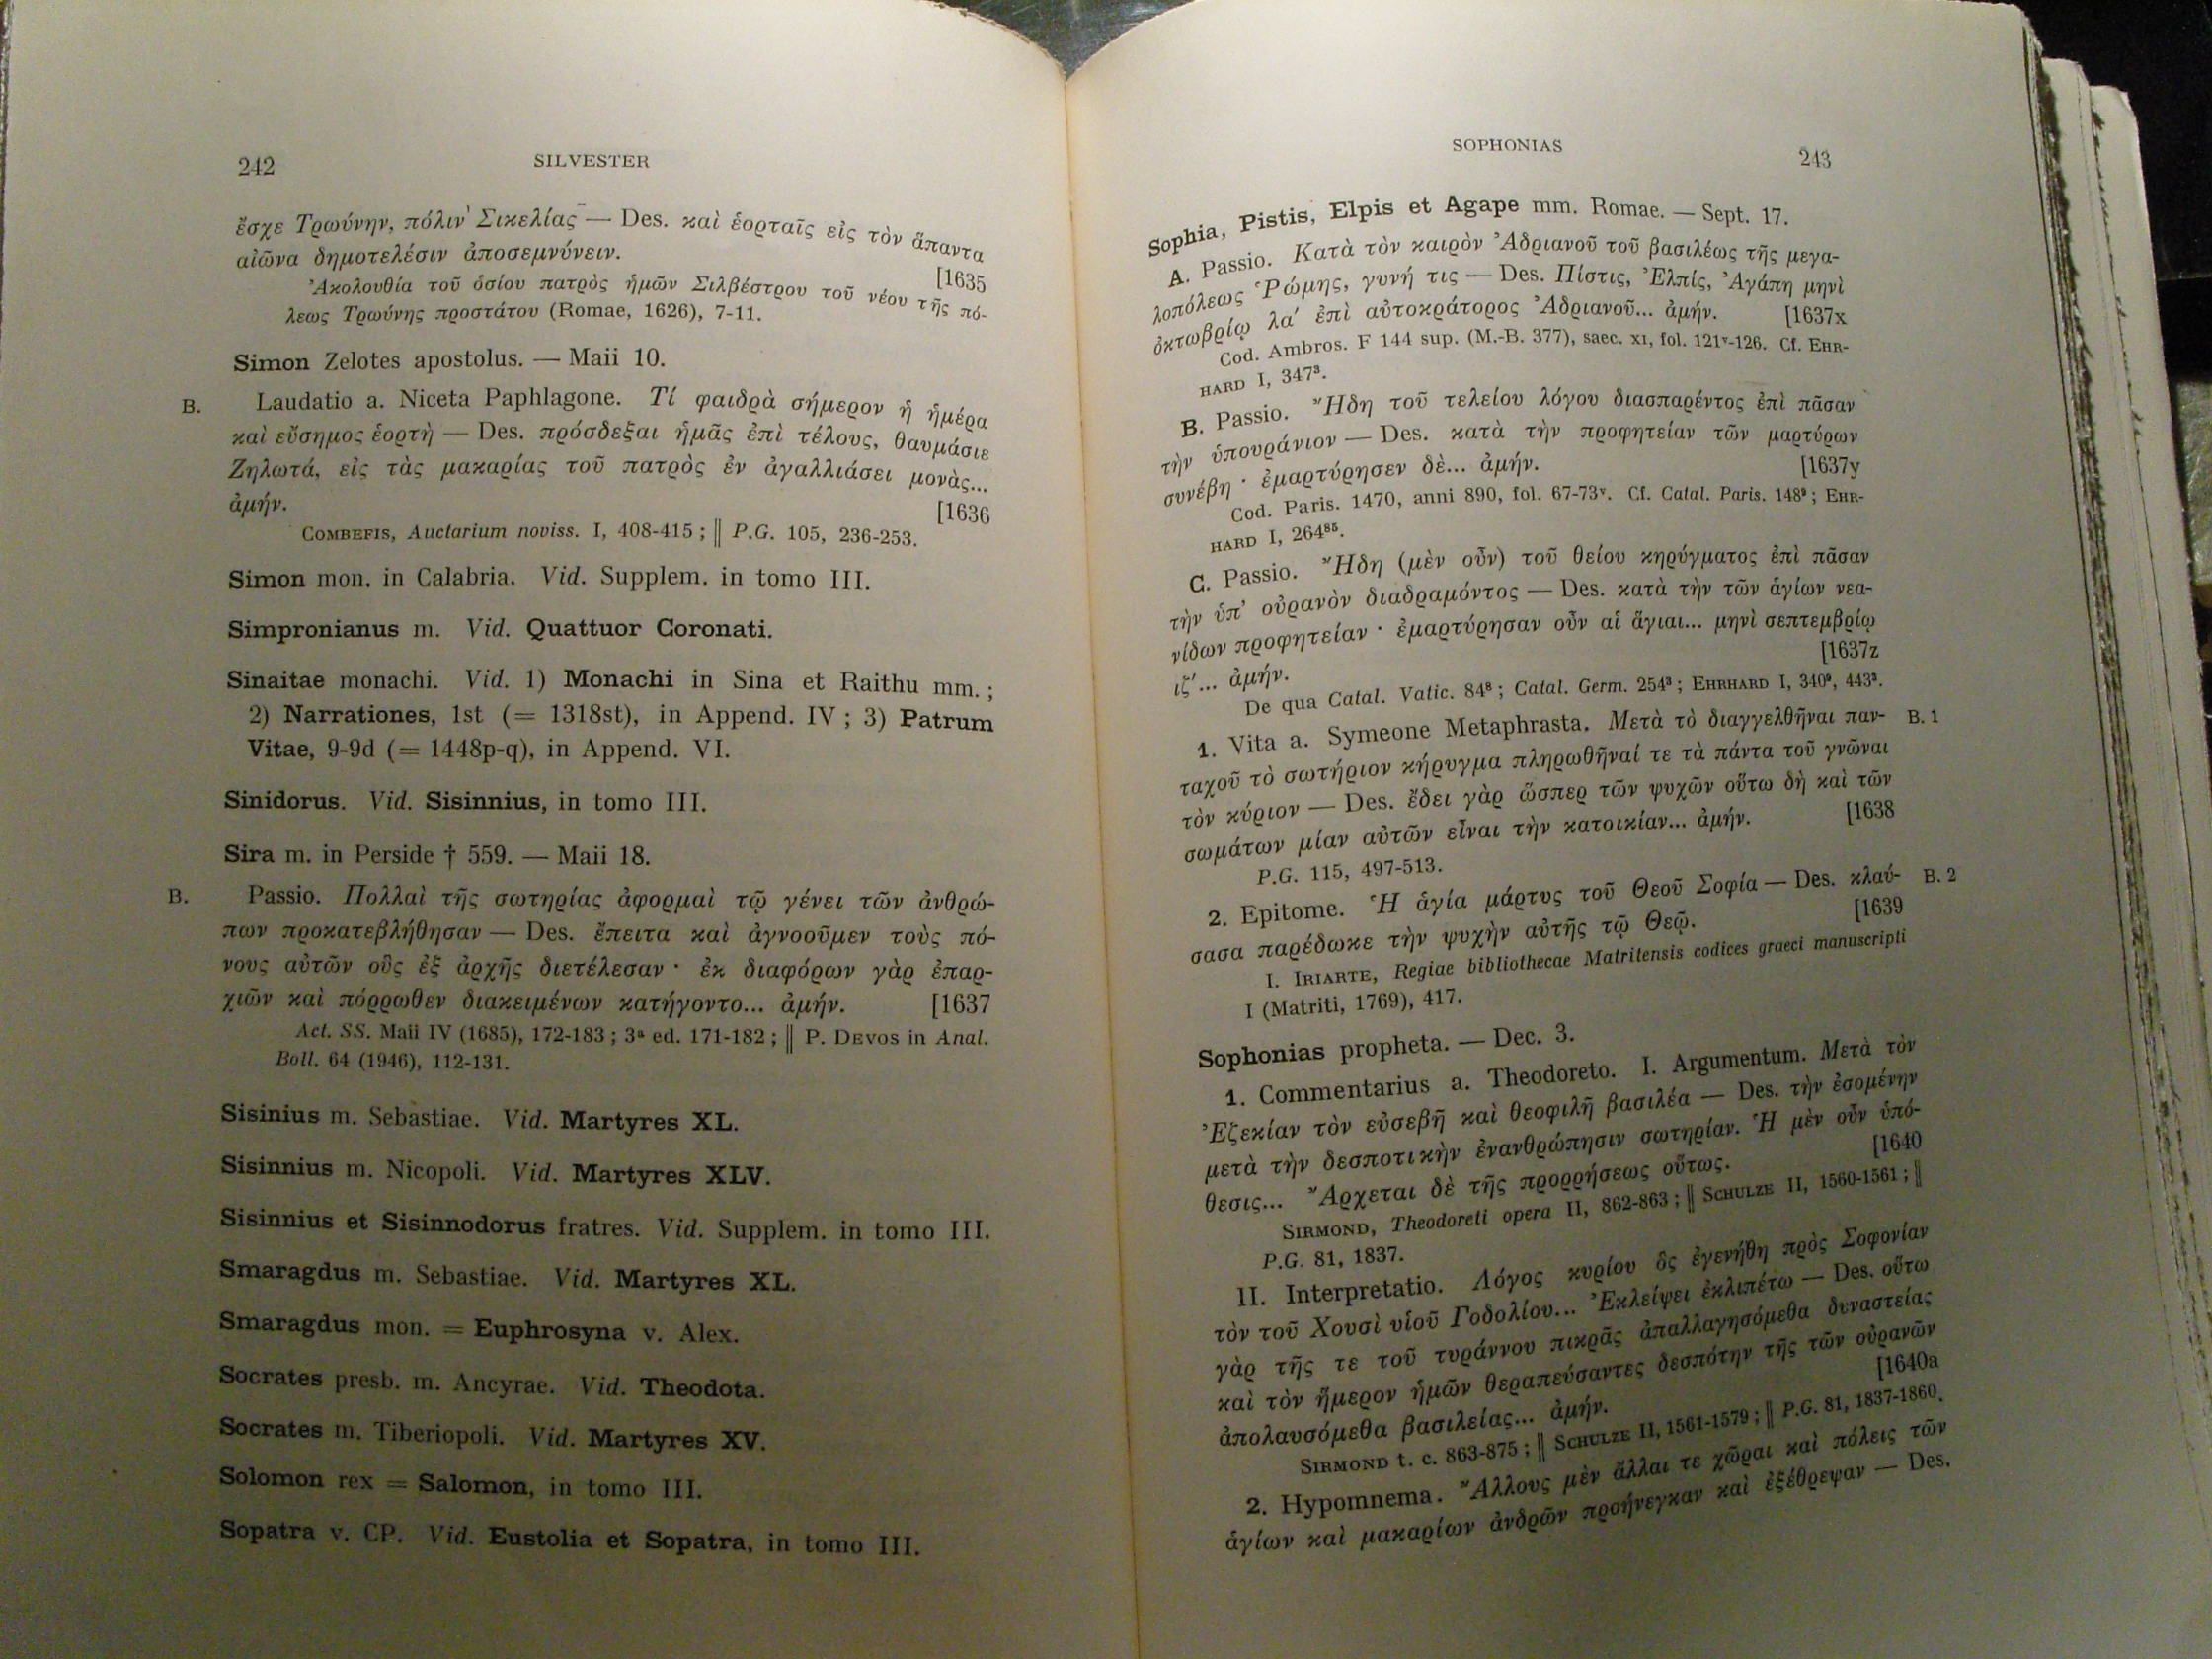 242 SILVESTER
ἔσχε Τρωύνην, πόλιν Σικελίας — Des. καὶ ἑορταῖς εἰς τὸν ἅπαντα
αἰῶνα δημοτελέσιν ἀποσεμνύνειν. [1635
Ἀκολουθία τοῦ ὁσίου πατρὸς ἡμῶν Σιλβέστρου τοῦ νέου τῆς πό-
λεως Τρωύνης προστάτου (Romae, 1626), 7-11.
Simon Zelotes apostolus. — Maii 10.
B. Laudatio a. Niceta Paphlagone. Τί φαιδρὰ σήμερον ἡ ἡμέρα
καὶ εὔσημος ἑορτὴ — Des. πρόσδεξαι ἡμᾶς ἐπὶ τέλους, θαυμάσιε
Ζηλωτά, εἰς τὰς μακαρίας τοῦ πατρὸς ἐν ἀγαλλιάσει μονὰς...
ἀμήν. [1636
COMBEFIS, Auctarium noviss. I, 408-415 ; || P.G. 105, 236-253.
Simon mon. in Calabria. Vid. Supplem. in tomo III.
Simpronianus m. Vid. Quattuor Coronati.
Sinaitae monachi. Vid. 1) Monachi in Sina et Raithu mm. ;
2) Narrationes, 1st (= 1318st), in Append. IV ; 3) Patrum
Vitae, 9-9d (= 1448p-q), in Append. VI.
Sinidorus. Vid. Sisinnius, in tomo III.
Sira m. in Perside † 559. — Maii 18.
B. Passio. Πολλαὶ τῆς σωτηρίας ἀφορμαὶ τῷ γένει τῶν ἀνθρώ-
πων προκατεβλήθησαν — Des. ἔπειτα καὶ ἀγνοοῦμεν τοὺς πό-
νους αὐτῶν οὓς ἐξ ἀρχῆς διετέλεσαν · ἐκ διαφόρων γὰρ ἐπαρ-
χιῶν καὶ πόρρωθεν διακειμένων κατήγοντο... ἀμήν. [1637
Act. SS. Maii IV (1685), 172-183 ; 3ª ed. 171-182 ; || P. DEVOS in Anal.
Boll. 64 (1946), 112-131.
Sisinius m. Sebastiae. Vid. Martyres XL.
Sisinnius m. Nicopoli. Vid. Martyres XLV.
Sisinnius et Sisinnodorus fratres. Vid. Supplem. in tomo III.
Smaragdus m. Sebastiae. Vid. Martyres XL.
Smaragdus mon. = Euphrosyna v. Alex.
Socrates presb. m. Ancyrae. Vid. Theodota.
Socrates m. Tiberiopoli. Vid. Martyres XV.
Solomon rex = Salomon, in tomo III.
Sopatra v. CP. Vid. Eustolia et Sopatra, in tomo III.
SOPHONIAS 243
Sophia, Pistis, Elpis et Agape mm. Romae. — Sept. 17.
A. Passio. Κατὰ τὸν καιρὸν Ἀδριανοῦ τοῦ βασιλέως τῆς μεγα-
λοπόλεως Ῥώμης, γυνή τις — Des. Πίστις, Ἐλπίς, Ἀγάπη μηνὶ
ὀκτωβρίῳ λα′ ἐπὶ αὐτοκράτορος Ἀδριανοῦ... ἀμήν. [1637x
Cod. Ambros. F 144 sup. (M.-B. 377), saec. XI, fol. 121ᵛ-126. Cf. EHR-
HARD I, 347³.
B. Passio. Ἤδη τοῦ τελείου λόγου διασπαρέντος ἐπὶ πᾶσαν
τὴν ὑπουράνιον — Des. κατὰ τὴν προφητείαν τῶν μαρτύρων
συνέβη · ἐμαρτύρησεν δὲ... ἀμήν. [1637y
Cod. Paris. 1470, anni 890, fol. 67-73ᵛ. Cf. Catal. Paris. 148⁹ ; EHR-
HARD I, 264⁸⁵.
C. Passio. Ἤδη (μὲν οὖν) τοῦ θείου κηρύγματος ἐπὶ πᾶσαν
τὴν ὑπ' οὐρανὸν διαδραμόντος — Des. κατὰ τὴν τῶν ἁγίων νεα-
νίδων προφητείαν · ἐμαρτύρησαν οὖν αἱ ἅγιαι... μηνὶ σεπτεμβρίῳ
ιζ′... ἀμήν. [1637z
De qua Catal. Vatic. 84⁸ ; Catal. Germ. 254³ ; EHRHARD I, 340⁹, 443³.
1. Vita a. Symeone Metaphrasta. Μετὰ τὸ διαγγελθῆναι παν- B. 1
ταχοῦ τὸ σωτήριον κήρυγμα πληρωθῆναί τε τὰ πάντα τοῦ γνῶναι
τὸν κύριον — Des. ἔδει γὰρ ὥσπερ τῶν ψυχῶν οὕτω δὴ καὶ τῶν
σωμάτων μίαν αὐτῶν εἶναι τὴν κατοικίαν... ἀμήν. [1638
P.G. 115, 497-513.
2. Epitome. Ἡ ἁγία μάρτυς τοῦ Θεοῦ Σοφία — Des. κλαύ- B. 2
σασα παρέδωκε τὴν ψυχὴν αὐτῆς τῷ Θεῷ. [1639
I. IRIARTE, Regiae bibliothecae Matritensis codices graeci manuscripti
I (Matriti, 1769), 417.
Sophonias propheta. — Dec. 3.
1. Commentarius a. Theodoreto. I. Argumentum. Μετὰ τὸν
Ἐζεκίαν τὸν εὐσεβῆ καὶ θεοφιλῆ βασιλέα — Des. τὴν ἐσομένην
μετὰ τὴν δεσποτικὴν ἐνανθρώπησιν σωτηρίαν. Ἡ μὲν οὖν ὑπό-
θεσις... Ἄρχεται δὲ τῆς προρρήσεως οὕτως. [1640
SIRMOND, Theodoreti opera II, 862-863 ; || SCHULZE II, 1560-1561 ; ||
P.G. 81, 1837.
II. Interpretatio. Λόγος κυρίου ὃς ἐγενήθη πρὸς Σοφονίαν
τὸν τοῦ Χουσὶ υἱοῦ Γοδολίου... Ἐκλείψει ἐκλιπέτω — Des. οὕτω
γὰρ τῆς τε τοῦ τυράννου πικρᾶς ἀπαλλαγησόμεθα δυναστείας
καὶ τὸν ἥμερον ἡμῶν θεραπεύσαντες δεσπότην τῆς τῶν οὐρανῶν
ἀπολαυσόμεθα βασιλείας... ἀμήν. [1640a
SIRMOND t. c. 863-875 ; || SCHULZE II, 1561-1579 ; || P.G. 81, 1837-1860.
2. Hypomnema. Ἄλλους μὲν ἄλλαι τε χῶραι καὶ πόλεις τῶν
ἁγίων καὶ μακαρίων ἀνδρῶν προήνεγκαν καὶ ἐξέθρεψαν — Des.